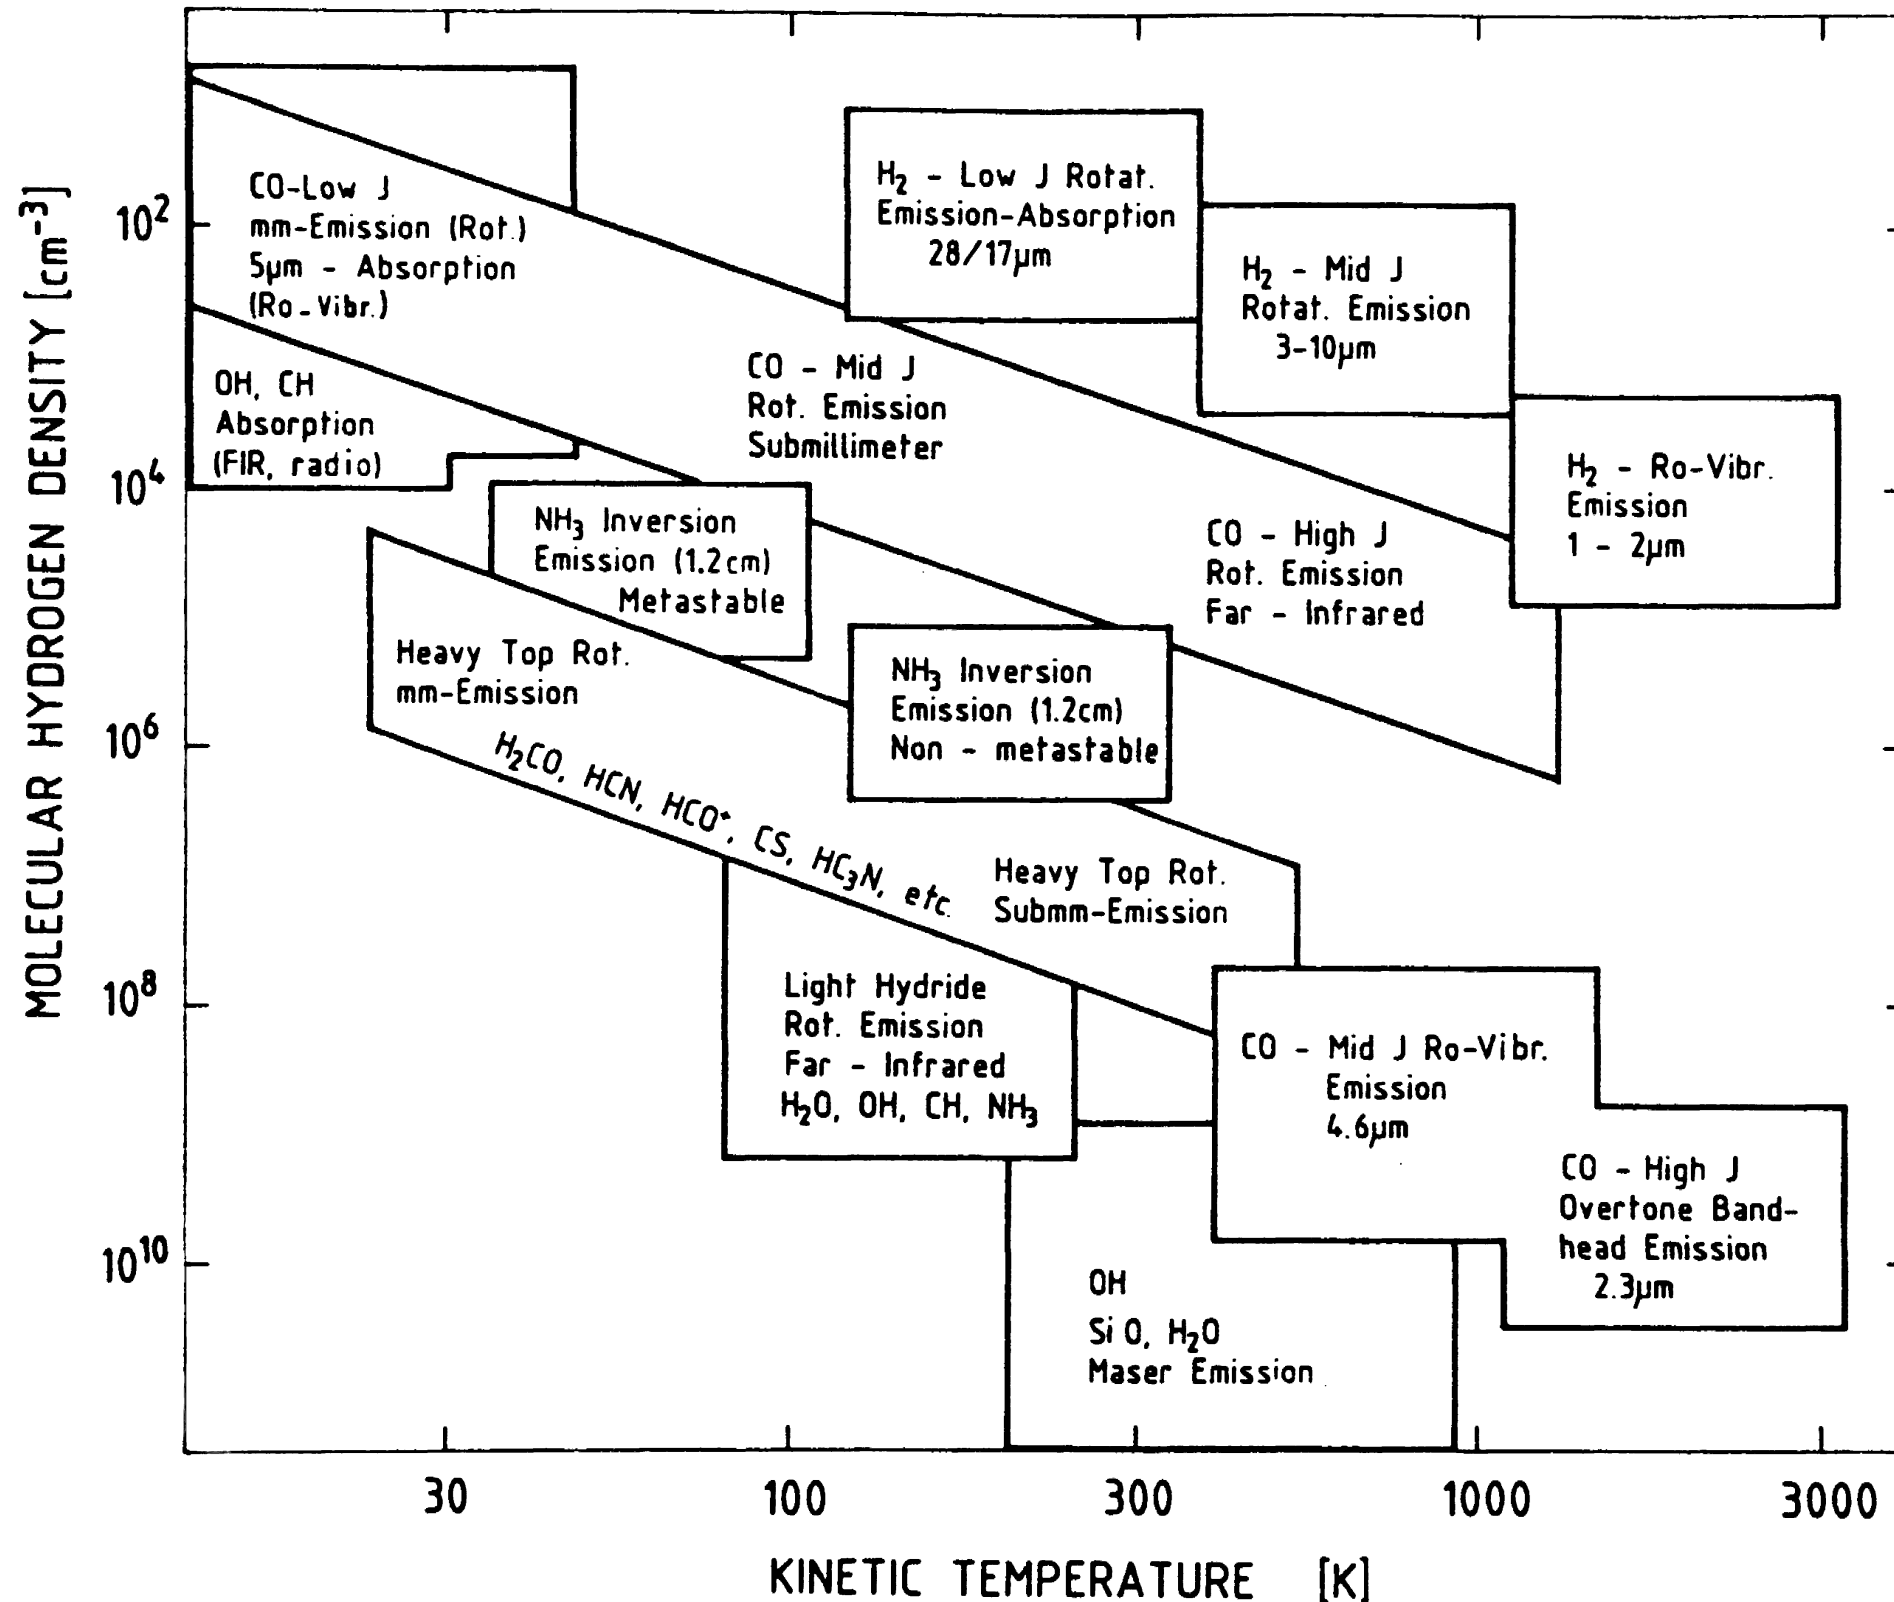 MOLECULAR HYDROGEN DENSITY [cm⁻³]
10²
10⁴
10⁶
10⁸
10¹⁰
CO-Low J
mm-Emission (Rot.)
5μm - Absorption
(Ro-Vibr.)
H₂ - Low J Rotat.
Emission-Absorption
28/17μm
H₂ - Mid J
Rotat. Emission
3-10μm
OH, CH
Absorption
(FIR, radio)
CO - Mid J
Rot. Emission
Submillimeter
H₂ - Ro-Vibr.
Emission
1 - 2μm
NH₃ Inversion
Emission (1.2cm)
Metastable
CO - High J
Rot. Emission
Far - Infrared
Heavy Top Rot.
mm-Emission
NH₃ Inversion
Emission (1.2cm)
Non - metastable
H₂CO, HCN, HCO⁺, CS, HC₃N, etc.
Heavy Top Rot.
Submm-Emission
Light Hydride
Rot. Emission
Far - Infrared
H₂O, OH, CH, NH₃
CO - Mid J Ro-Vibr.
Emission
4.6μm
CO - High J
Overtone Band-
head Emission
2.3μm
OH
SiO, H₂O
Maser Emission
30
100
300
1000
3000
KINETIC TEMPERATURE [K]